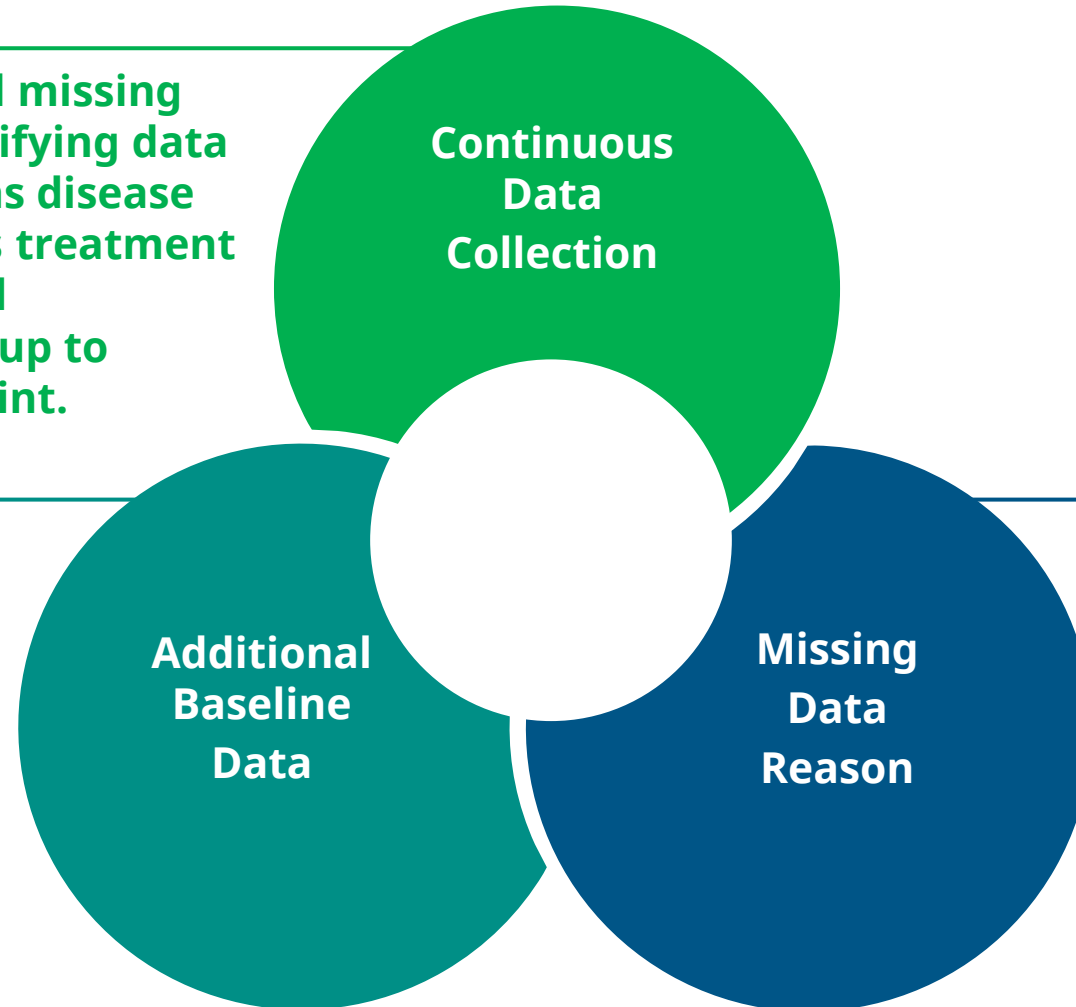 missing
ifying data
s disease
treatment
up to
int.
Continuous
Data
Collection
Additional
Baseline
Data
Missing
Data
Reason